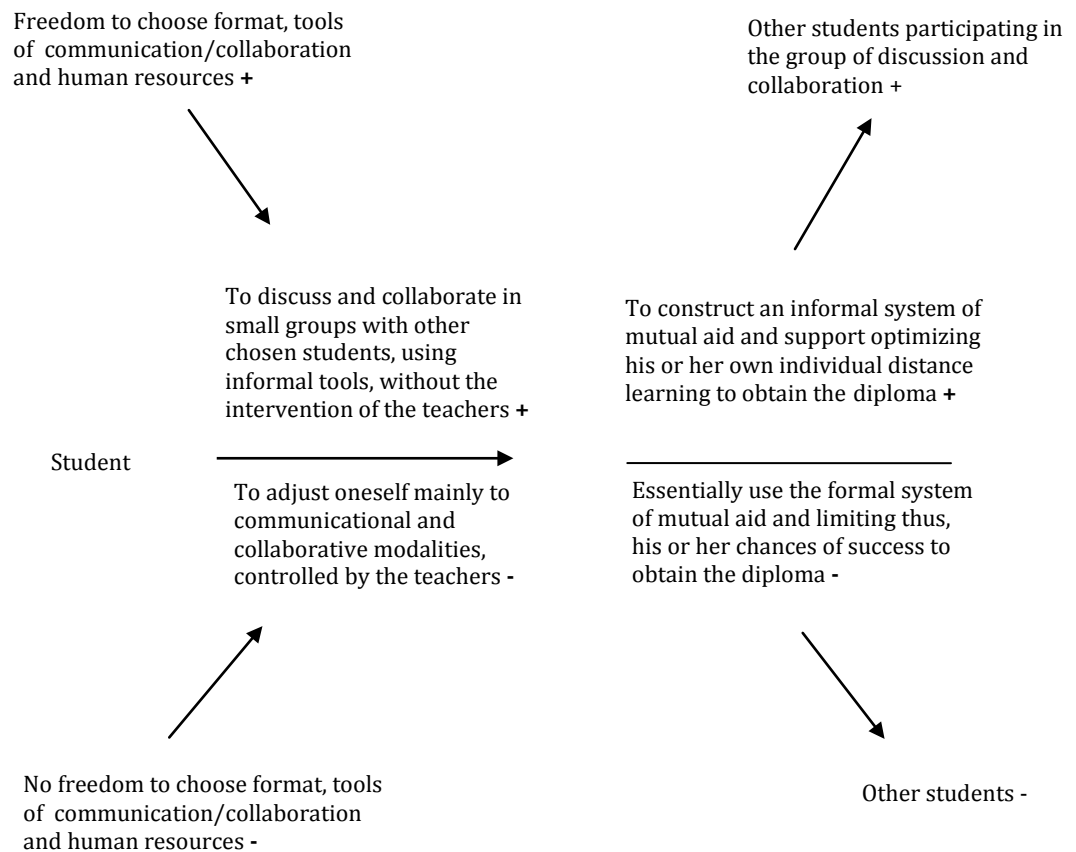 Freedom to choose format, tools
of communication/collaboration
and human resources +
Other students participating in
the group of discussion and
collaboration +
To discuss and collaborate in
small groups with other
chosen students, using
informal tools, without the
intervention of the teachers +
To construct an informal system of
mutual aid and support optimizing
his or her own individual distance
learning to obtain the diploma +
Student
To adjust oneself mainly to
communicational and
collaborative modalities,
controlled by the teachers -
Essentially use the formal system
of mutual aid and limiting thus,
his or her chances of success to
obtain the diploma -
No freedom to choose format, tools
of communication/collaboration
and human resources -
Other students -